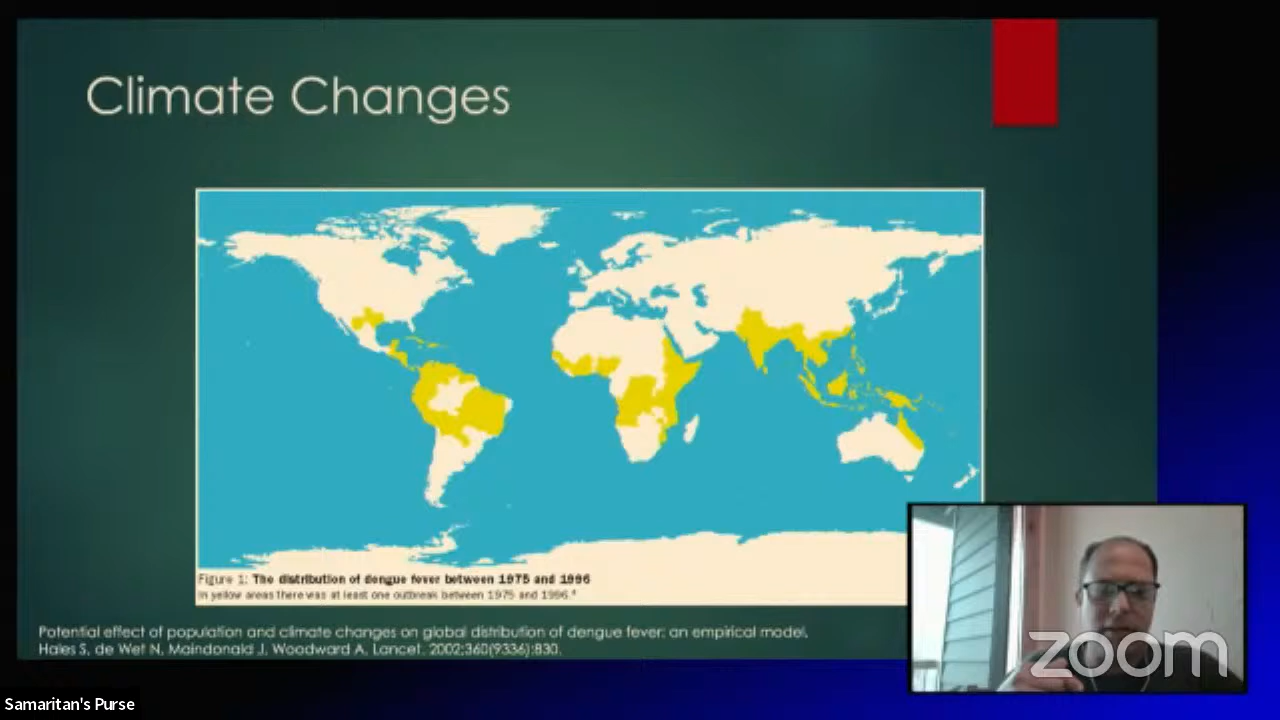 Climate Changes
Figure 1: The distribution of dengue fever between 1975 and 1996
In yellow areas there was at least one outbreak between 1975 and 1996.⁴
Potential effect of population and climate changes on global distribution of dengue fever: an empirical model.
Hales S, de Wet N, Maindonald J, Woodward A, Lancet. 2002;360(9336):830.
zoom
Samaritan's Purse